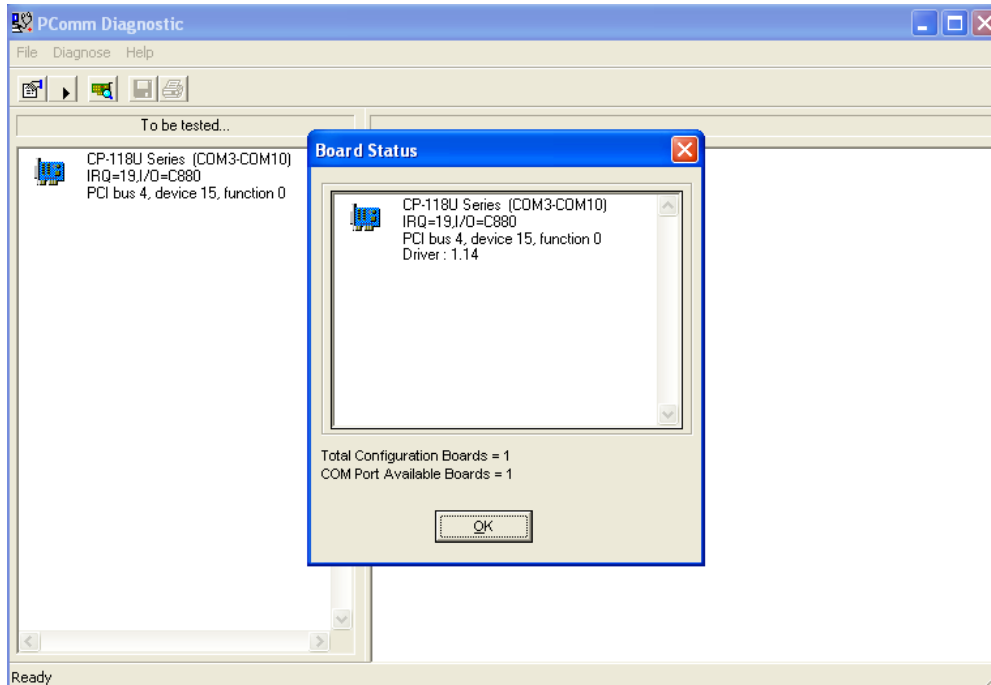 PComm Diagnostic
File Diagnose Help
To be tested...
CP-118U Series (COM3-COM10)
IRQ=19,I/O=C880
PCI bus 4, device 15, function 0
Board Status
CP-118U Series (COM3-COM10)
IRQ=19,I/O=C880
PCI bus 4, device 15, function 0
Driver : 1.14
Total Configuration Boards = 1
COM Port Available Boards = 1
OK
Ready